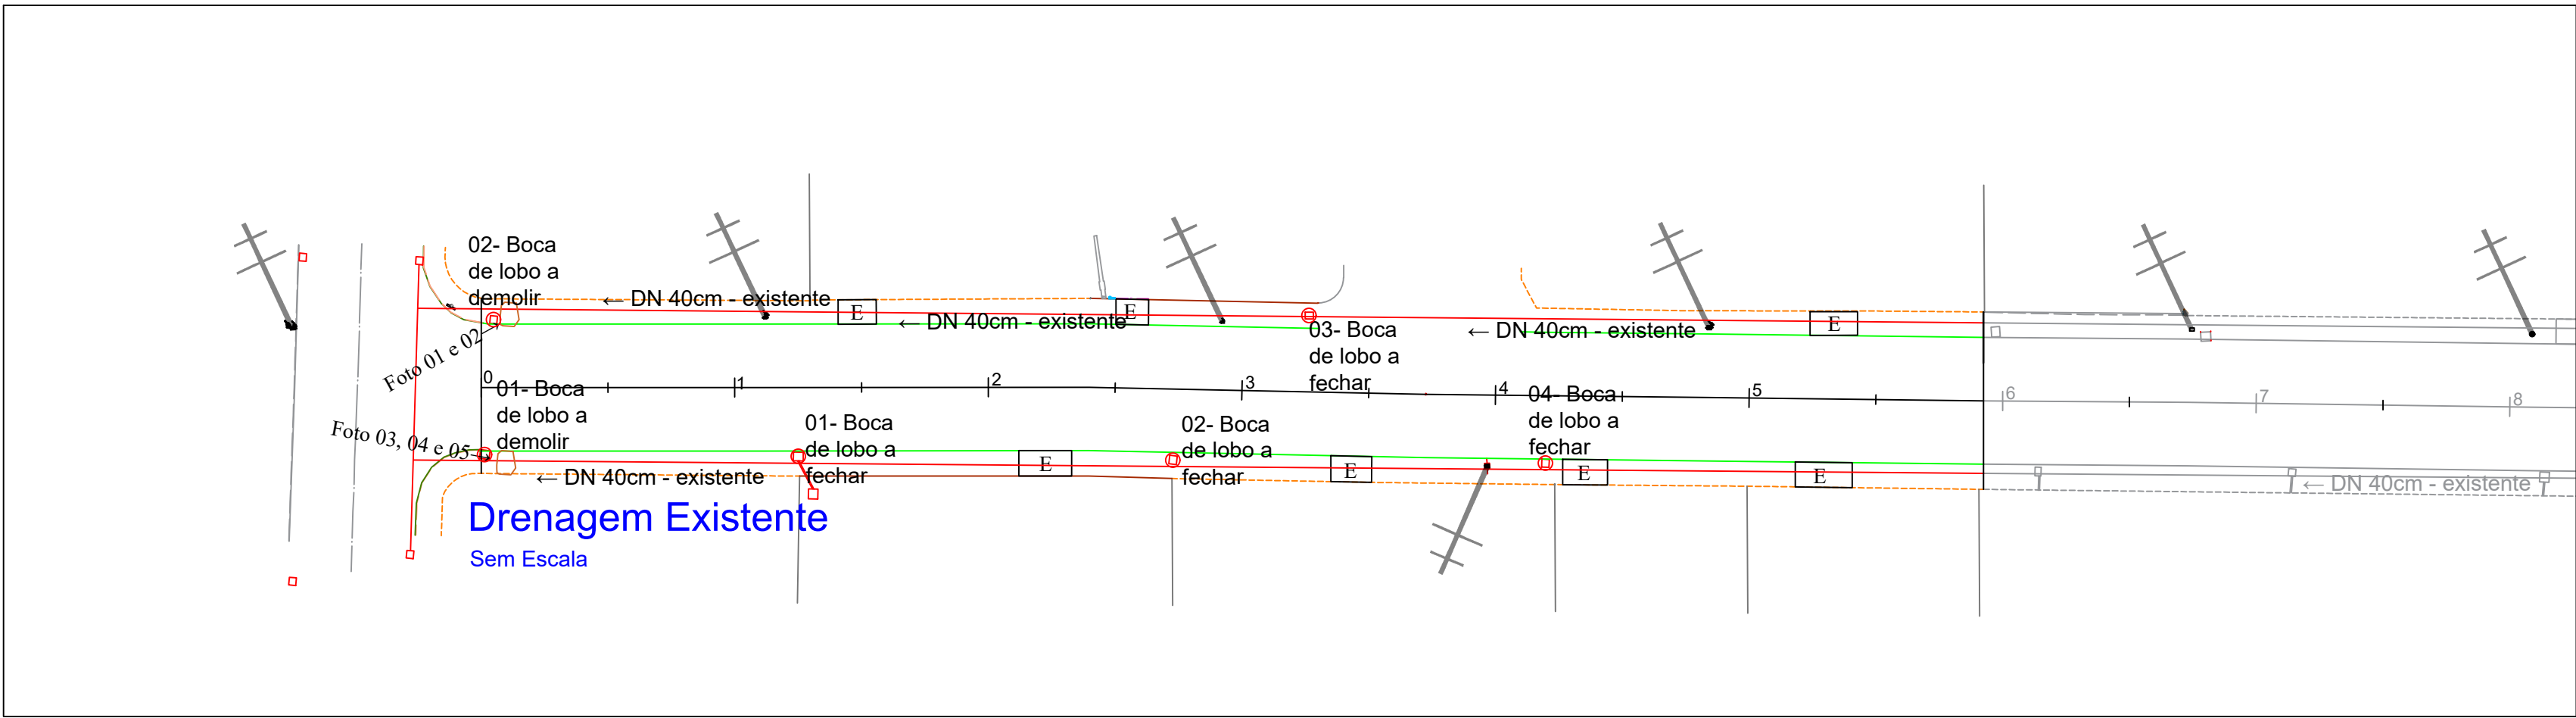 02- Boca
de lobo a
demolir
← DN 40cm - existente
E
← DN 40cm - existente
E
03- Boca
de lobo a
fechar
← DN 40cm - existente
E
Foto 01 e 02
0
1
2
3
4
5
6
7
8
01- Boca
de lobo a
demolir
Foto 03, 04 e 05
01- Boca
de lobo a
fechar
02- Boca
de lobo a
fechar
04- Boca
de lobo a
fechar
← DN 40cm - existente
E
E
E
E
← DN 40cm - existente
Drenagem Existente
Sem Escala